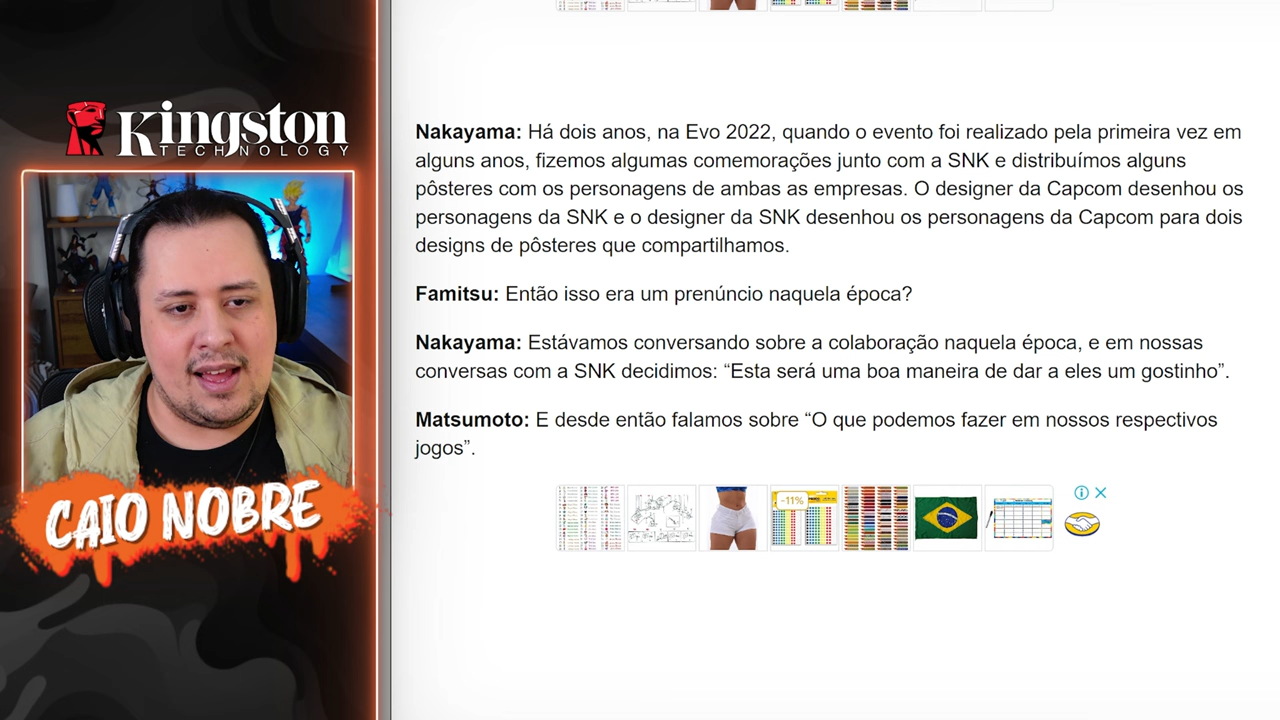 Kingston
TECHNOLOGY
CAIO NOBRE
Nakayama: Há dois anos, na Evo 2022, quando o evento foi realizado pela primeira vez em
alguns anos, fizemos algumas comemorações junto com a SNK e distribuímos alguns
pôsteres com os personagens de ambas as empresas. O designer da Capcom desenhou os
personagens da SNK e o designer da SNK desenhou os personagens da Capcom para dois
designs de pôsteres que compartilhamos.
Famitsu: Então isso era um prenúncio naquela época?
Nakayama: Estávamos conversando sobre a colaboração naquela época, e em nossas
conversas com a SNK decidimos: “Esta será uma boa maneira de dar a eles um gostinho”.
Matsumoto: E desde então falamos sobre “O que podemos fazer em nossos respectivos
jogos”.
-11%